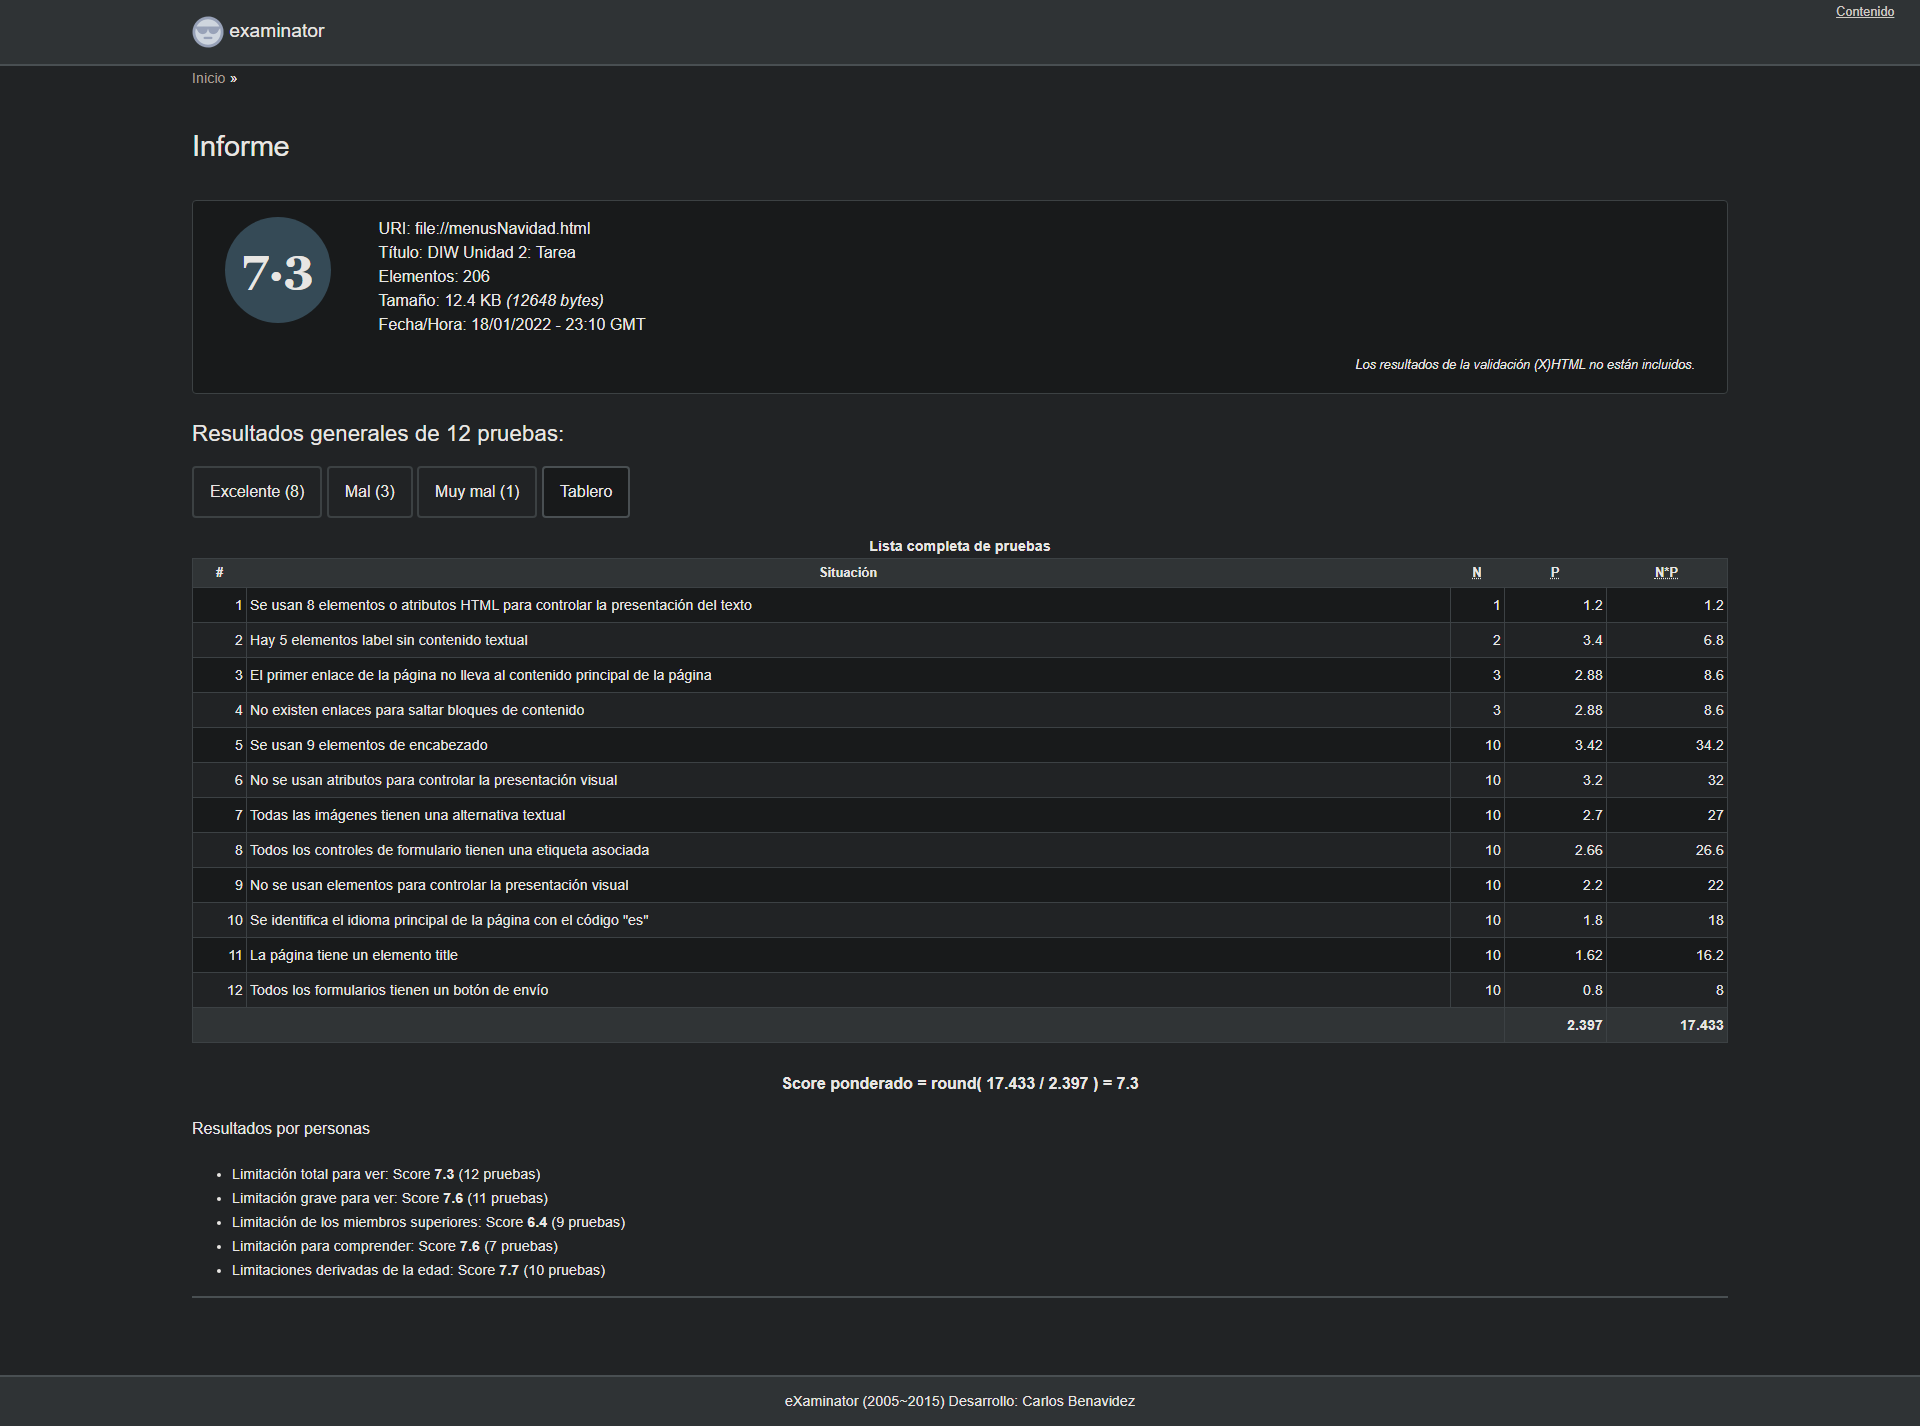 Contenido
examinator
Inicio »
Informe
7·3
URI: file://menusNavidad.html
Título: DIW Unidad 2: Tarea
Elementos: 206
Tamaño: 12.4 KB (12648 bytes)
Fecha/Hora: 18/01/2022 - 23:10 GMT
Los resultados de la validación (X)HTML no están incluidos.
Resultados generales de 12 pruebas:
Excelente (8) Mal (3) Muy mal (1) Tablero
Lista completa de pruebas
# Situación N P N*P
1 Se usan 8 elementos o atributos HTML para controlar la presentación del texto 1 1.2 1.2
2 Hay 5 elementos label sin contenido textual 2 3.4 6.8
3 El primer enlace de la página no lleva al contenido principal de la página 3 2.88 8.6
4 No existen enlaces para saltar bloques de contenido 3 2.88 8.6
5 Se usan 9 elementos de encabezado 10 3.42 34.2
6 No se usan atributos para controlar la presentación visual 10 3.2 32
7 Todas las imágenes tienen una alternativa textual 10 2.7 27
8 Todos los controles de formulario tienen una etiqueta asociada 10 2.66 26.6
9 No se usan elementos para controlar la presentación visual 10 2.2 22
10 Se identifica el idioma principal de la página con el código "es" 10 1.8 18
11 La página tiene un elemento title 10 1.62 16.2
12 Todos los formularios tienen un botón de envío 10 0.8 8
2.397 17.433
Score ponderado = round( 17.433 / 2.397 ) = 7.3
Resultados por personas
• Limitación total para ver: Score 7.3 (12 pruebas)
• Limitación grave para ver: Score 7.6 (11 pruebas)
• Limitación de los miembros superiores: Score 6.4 (9 pruebas)
• Limitación para comprender: Score 7.6 (7 pruebas)
• Limitaciones derivadas de la edad: Score 7.7 (10 pruebas)
eXaminator (2005~2015) Desarrollo: Carlos Benavidez